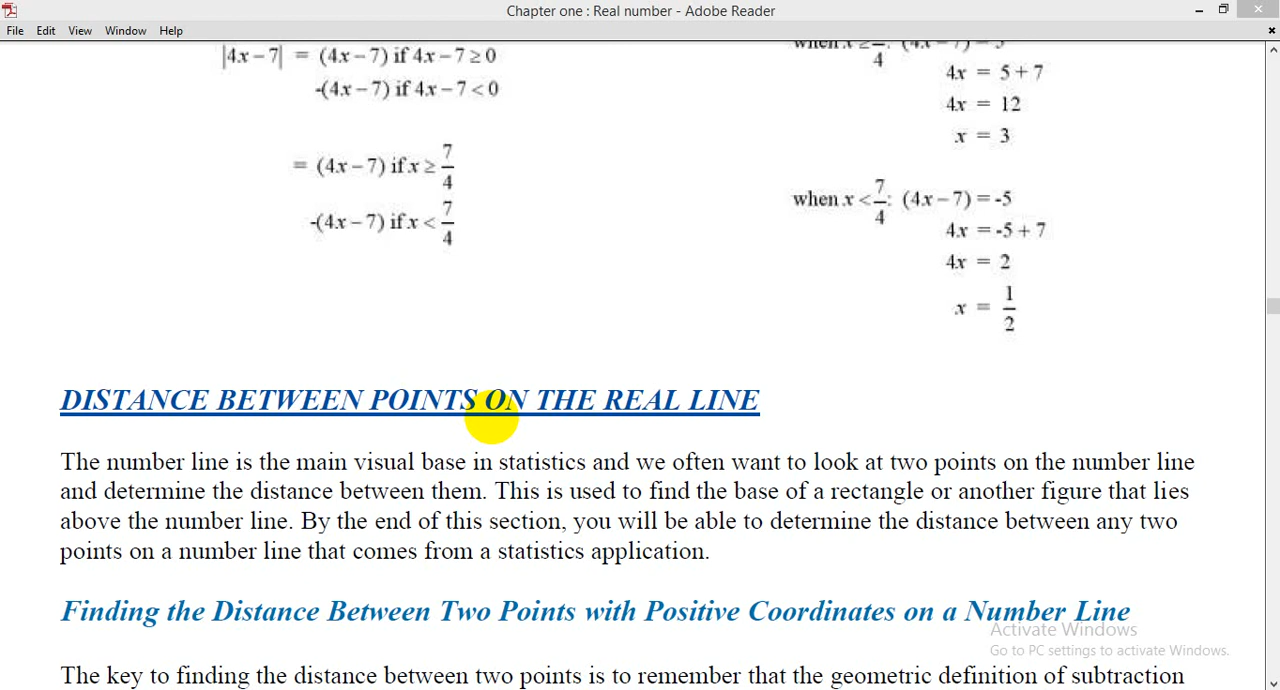 Chapter one : Real number - Adobe Reader
File Edit View Window Help
|4x – 7| = (4x – 7) if 4x – 7 ≥ 0
-(4x – 7) if 4x – 7 < 0
= (4x – 7) if x ≥ 7/4
-(4x – 7) if x < 7/4
4x = 5 + 7
4x = 12
x = 3
when x < 7/4: (4x – 7) = -5
4x = -5 + 7
4x = 2
x = 1/2
DISTANCE BETWEEN POINTS ON THE REAL LINE
The number line is the main visual base in statistics and we often want to look at two points on the number line
and determine the distance between them. This is used to find the base of a rectangle or another figure that lies
above the number line. By the end of this section, you will be able to determine the distance between any two
points on a number line that comes from a statistics application.
Finding the Distance Between Two Points with Positive Coordinates on a Number Line
Activate Windows
Go to PC settings to activate Windows.
The key to finding the distance between two points is to remember that the geometric definition of subtraction